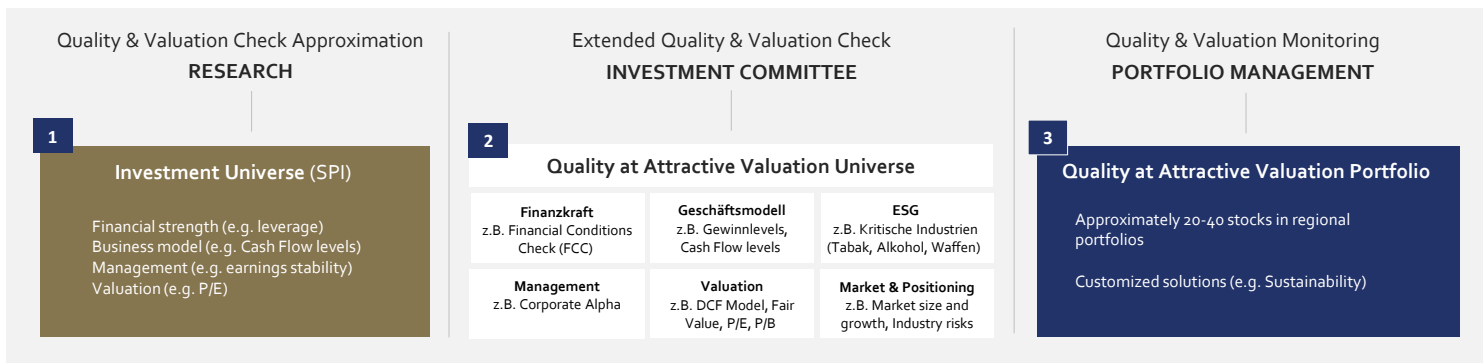 Quality & Valuation Check Approximation
RESEARCH
1
Investment Universe (SPI)
Financial strength (e.g. leverage)
Business model (e.g. Cash Flow levels)
Management (e.g. earnings stability)
Valuation (e.g. P/E)
Extended Quality & Valuation Check
INVESTMENT COMMITTEE
2
Quality at Attractive Valuation Universe
Finanzkraft
z.B. Financial Conditions
Check (FCC)
Geschäftsmodell
z.B. Gewinnlevels,
Cash Flow levels
ESG
z.B. Kritische Industrien
(Tabak, Alkohol, Waffen)
Management
z.B. Corporate Alpha
Valuation
z.B. DCF Model, Fair
Value, P/E, P/B
Market & Positioning
z.B. Market size and
growth, Industry risks
Quality & Valuation Monitoring
PORTFOLIO MANAGEMENT
3
Quality at Attractive Valuation Portfolio
Approximately 20-40 stocks in regional
portfolios
Customized solutions (e.g. Sustainability)